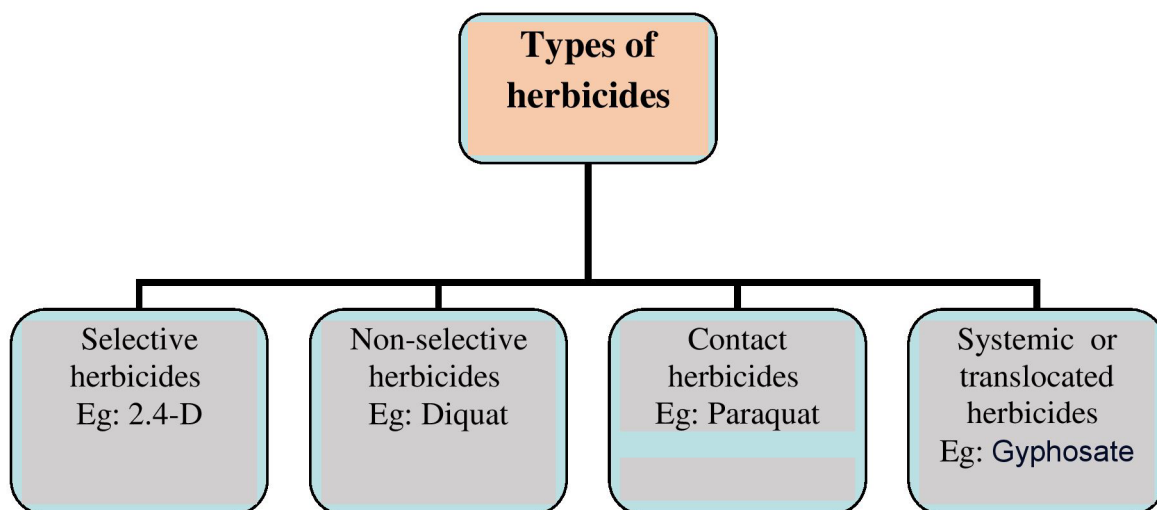 Types of
herbicides
Selective
herbicides
Eg: 2.4-D
Non-selective
herbicides
Eg: Diquat
Contact
herbicides
Eg: Paraquat
Systemic or
translocated
herbicides
Eg: Gyphosate